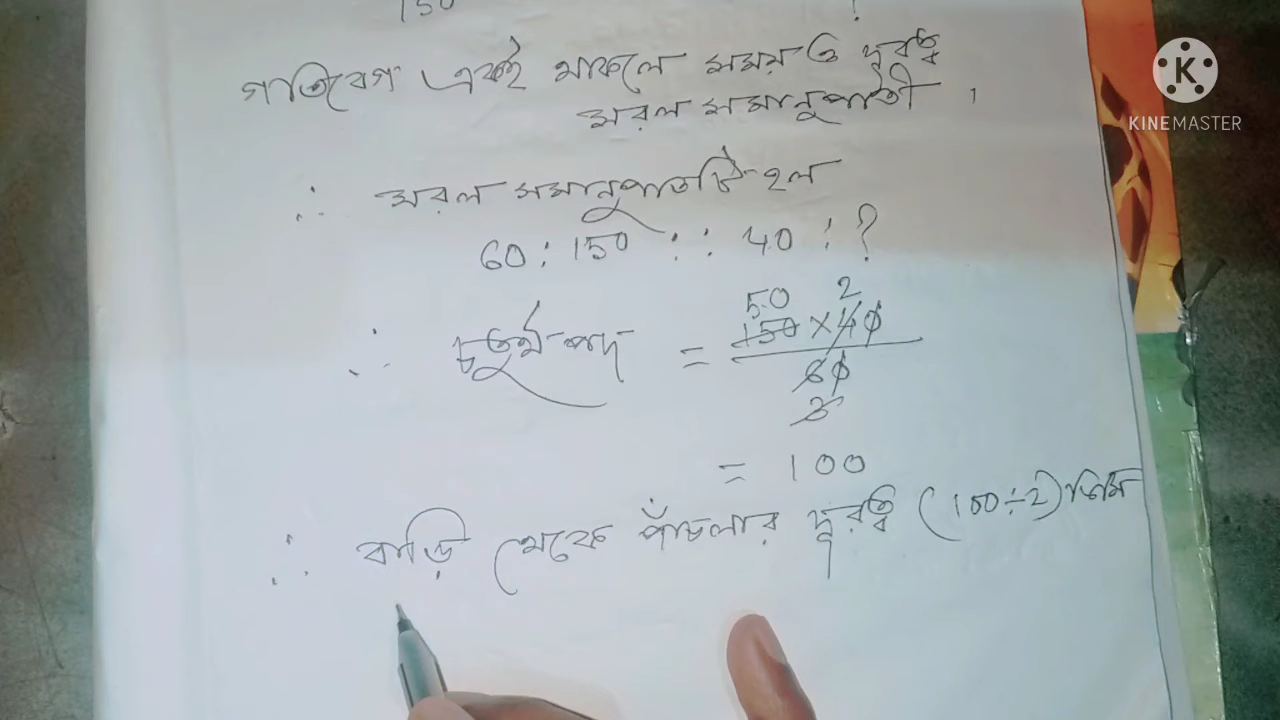 150 ?
গতিবেগ একই থাকলে সময় ও দূরত্ব
সরল সমানুপাতী ।
∴ সরল সমানুপাতটি হল
60 : 150 : : 40 : ?
50 2
∴ চতুর্থ পদ = 150 × 40
60
3
= 100
∴ বাড়ি থেকে পাঁচলার দূরত্ব (100 ÷ 2) কিমি
K
KINEMASTER